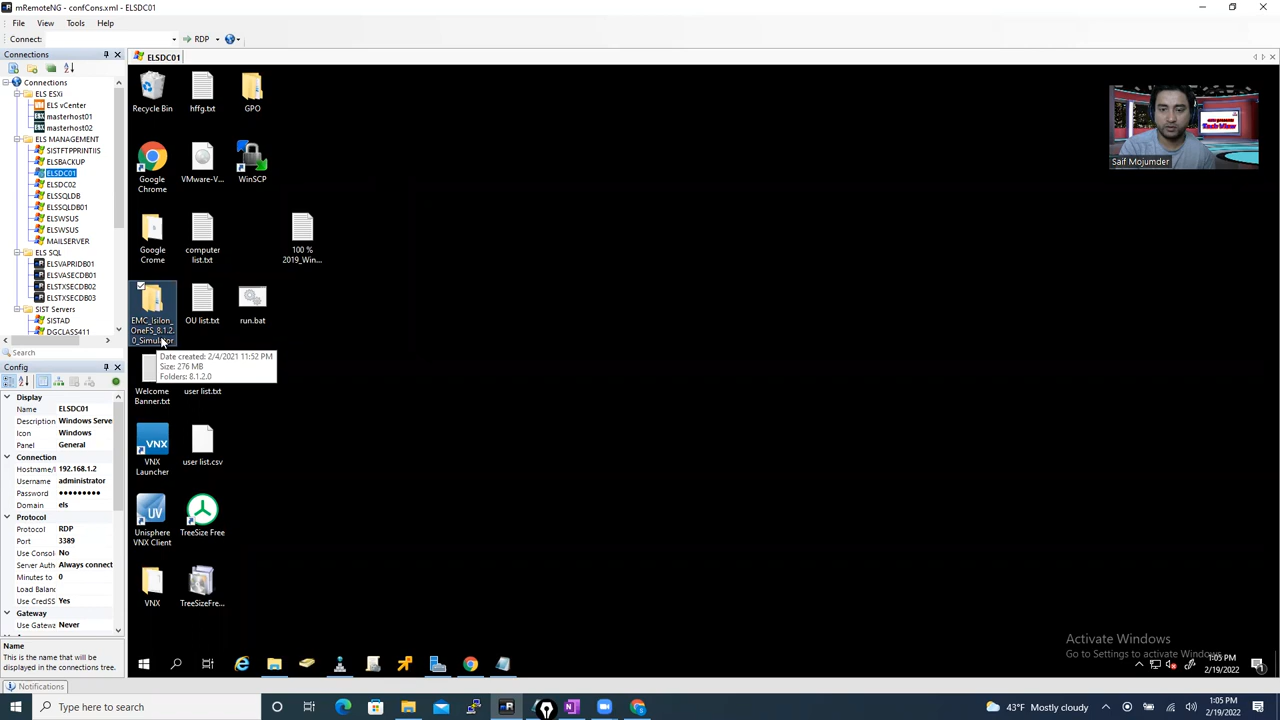 mRemoteNG - confCons.xml - ELSDC01
File View Tools Help
Connect: RDP
Connections
ELSDC01
Connections
ELS ESXi
ELS vCenter
masterhost01
masterhost02
ELS MANAGEMENT
SISTFTPPRINTIIS
ELSBACKUP
ELSDC01
ELSDC02
ELSSQLDB
ELSSQLDB01
ELSWSUS
ELSWSUS
MAILSERVER
ELS SQL
ELSVAPRIDB01
ELSVASECDB01
ELSTXSECDB02
ELSTXSECDB03
SIST Servers
SISTAD
DGCLASS411
Search
Config
Display
Name ELSDC01
Description Windows Serve
Icon Windows
Panel General
Connection
Hostname/I 192.168.1.2
Username administrator
Password ●●●●●●●●●
Domain els
Protocol
Protocol RDP
Port 3389
Use Consol No
Server Auth Always connect
Minutes to 0
Load Balanc
Use CredSS Yes
Gateway
Use Gatewa Never
Name
This is the name that will be
displayed in the connections tree.
Notifications
Recycle Bin
hffg.txt
GPO
Google
Chrome
VMware-V...
WinSCP
Google
Crome
computer
list.txt
100 %
2019_Win...
EMC_Isilon_
OneFS_8.1.2.
0_Simulator
OU list.txt
run.bat
Date created: 2/4/2021 11:52 PM
Size: 276 MB
Folders: 8.1.2.0
Welcome
Banner.txt
user list.txt
VNX
VNX
Launcher
user list.csv
UV
Unisphere
VNX Client
TreeSize Free
VNX
TreeSizeFre...
Tech View
Saif Mojumder
Activate Windows
Go to Settings to activate Windows.
1:05 PM
2/19/2022
Type here to search
43°F Mostly cloudy
1:05 PM
2/19/2022